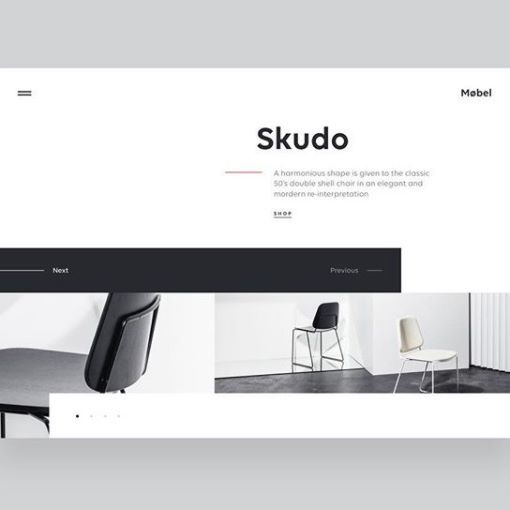 Møbel
Skudo
A harmonious shape is given to the classic
50's double shell chair in an elegant and
mordern re-interpretation
SHOP
Next
Previous